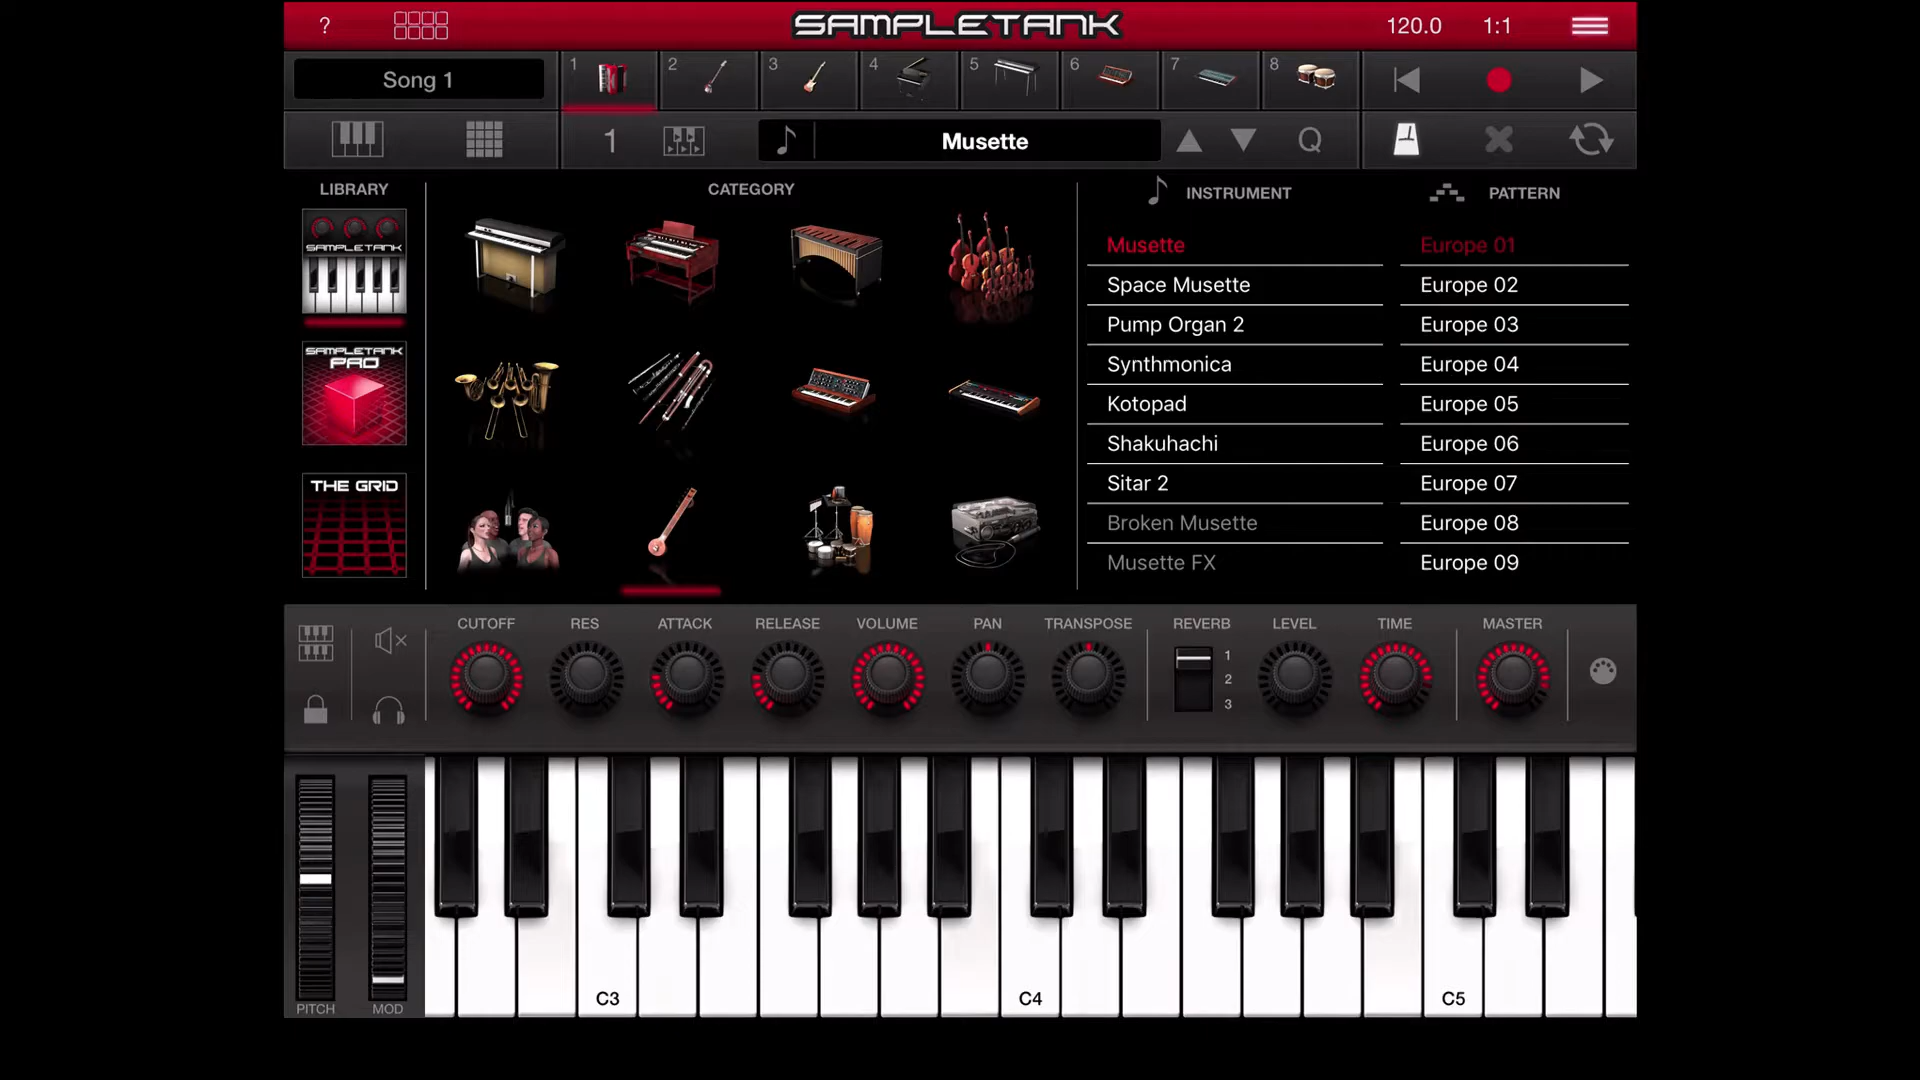 ?
SAMPLETANK
120.0
1:1
Song 1
1
2
3
4
5
6
7
8
1
Musette
Q
LIBRARY
SAMPLETANK
SAMPLETANK
PRO
THE GRID
CATEGORY
INSTRUMENT
Musette
Space Musette
Pump Organ 2
Synthmonica
Kotopad
Shakuhachi
Sitar 2
Broken Musette
Musette FX
PATTERN
Europe 01
Europe 02
Europe 03
Europe 04
Europe 05
Europe 06
Europe 07
Europe 08
Europe 09
CUTOFF
RES
ATTACK
RELEASE
VOLUME
PAN
TRANSPOSE
REVERB
1
2
3
LEVEL
TIME
MASTER
PITCH
MOD
C3
C4
C5